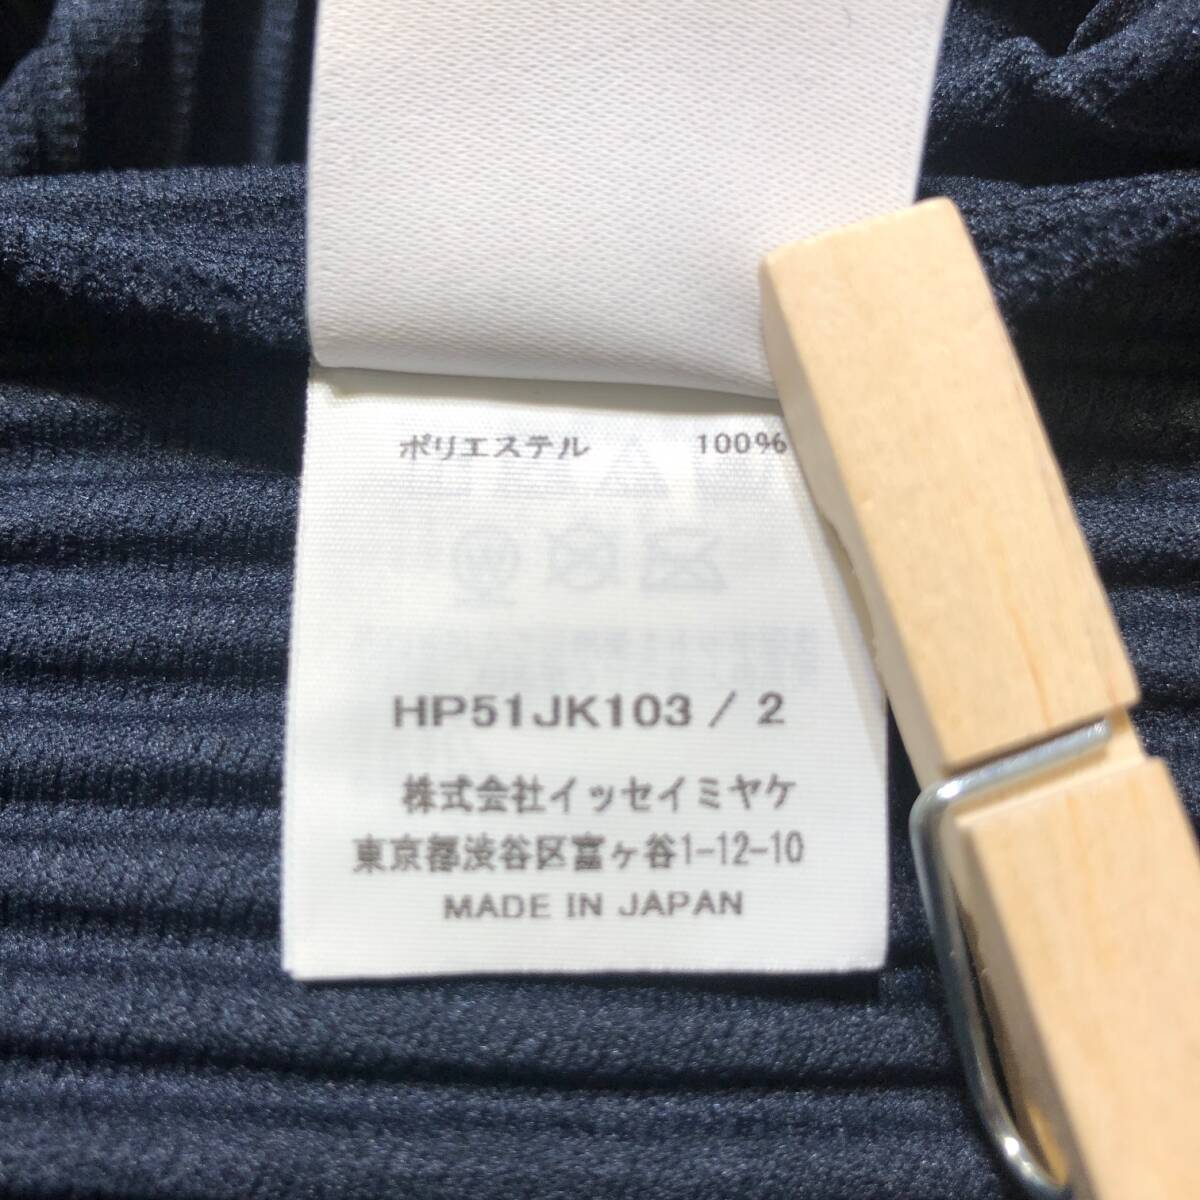 ポリエステル 100%
HP51JK103 / 2
株式会社イッセイミヤケ
東京都渋谷区富ヶ谷1-12-10
MADE IN JAPAN